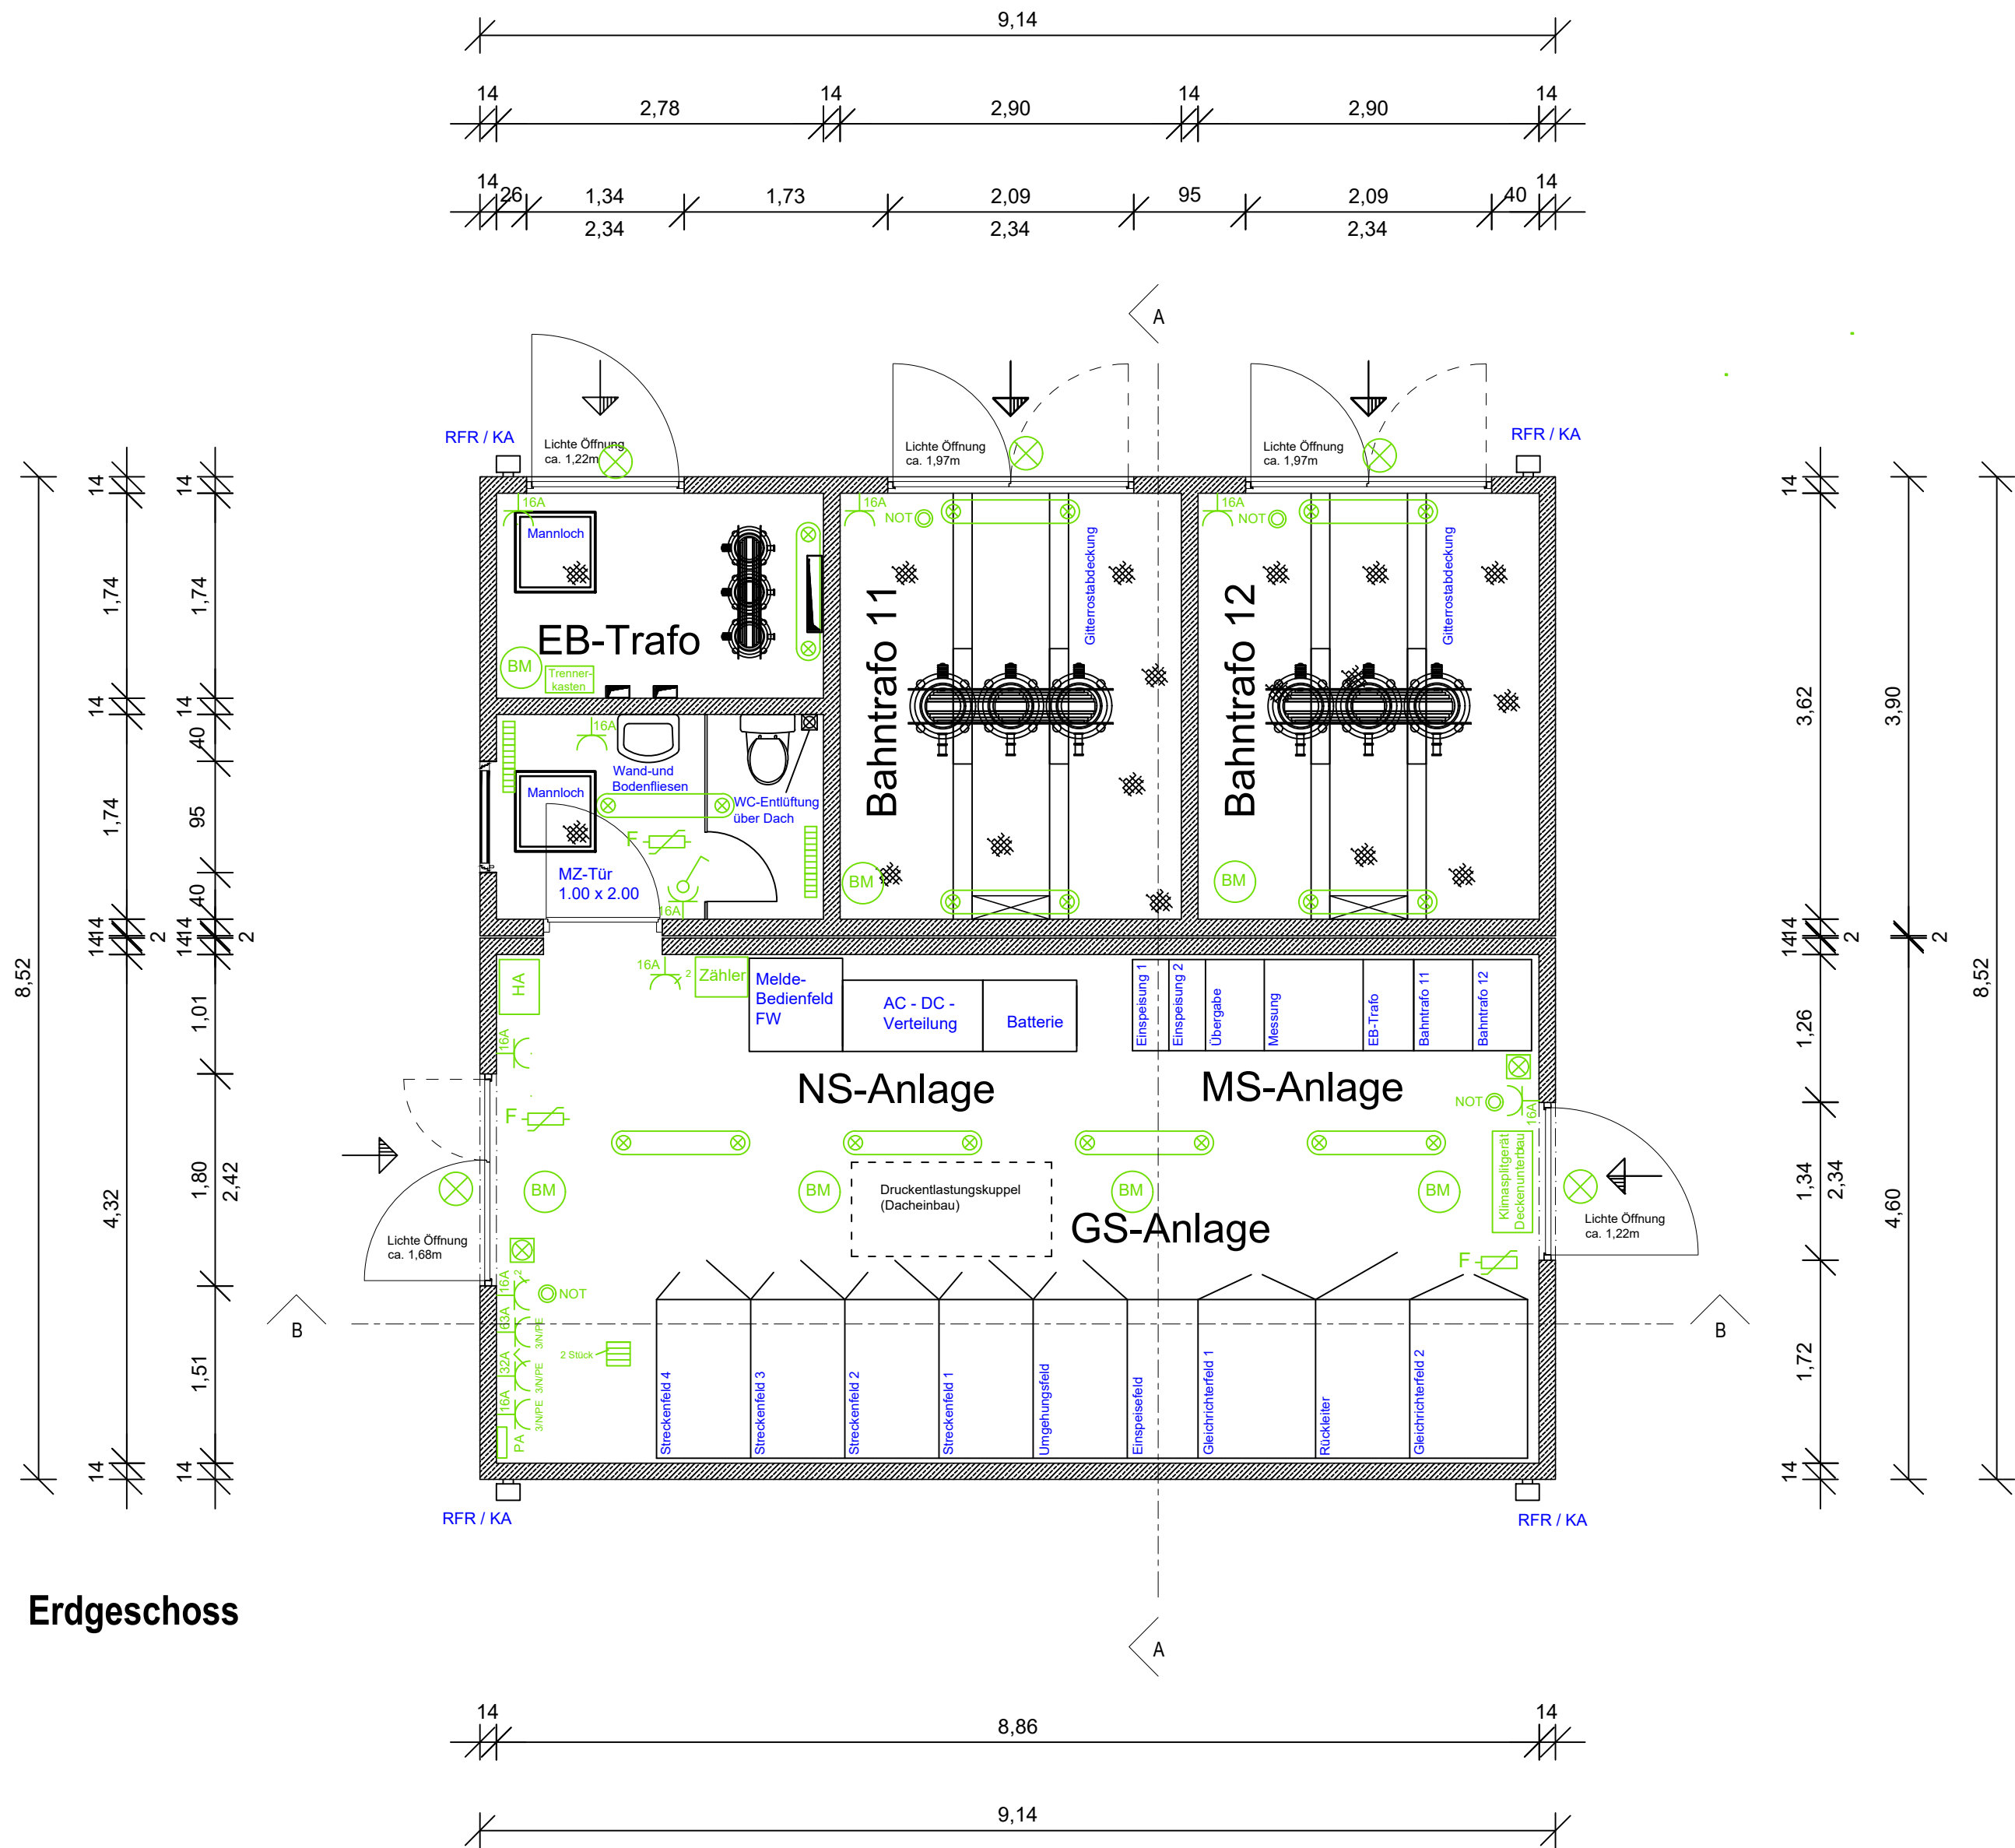 9,14
14 2,78 14 2,90 14 2,90 14
14 26 1,34 1,73 2,09 95 2,09 40 14
2,34 2,34 2,34
A
RFR / KA
RFR / KA
Lichte Öffnung
ca. 1,22m
Lichte Öffnung
ca. 1,97m
Lichte Öffnung
ca. 1,97m
16A
Mannloch
EB-Trafo
BM
Trenner-
kasten
16A
NOT
Bahntrafo 11
Gitterrostabdeckung
BM
16A
NOT
Bahntrafo 12
Gitterrostabdeckung
BM
16A
Wand-und
Bodenfliesen
Mannloch
WC-Entlüftung
über Dach
F
MZ-Tür
1.00 x 2.00
16A
8,52
14
1,74
14
1,74
14
14
2
4,32
14
14
1,74
14
40
95
40
14
14
2
1,01
1,80
2,42
1,51
14
14
3,62
14
14
2
1,26
1,34
2,34
1,72
14
3,90
2
4,60
8,52
HA
16A
16A
2
Zähler
Melde-
Bedienfeld
FW
AC - DC -
Verteilung
Batterie
Einspeisung 1
Einspeisung 2
Übergabe
Messung
EB-Trafo
Bahntrafo 11
Bahntrafo 12
NS-Anlage
MS-Anlage
NOT
16A
F
Klimasplitgerät
Deckenunterbau
BM
BM
BM
BM
Druckentlastungskuppel
(Dacheinbau)
GS-Anlage
Lichte Öffnung
ca. 1,68m
Lichte Öffnung
ca. 1,22m
F
16A
2
NOT
63A
3/N/PE
32A
3/N/PE
16A
3/N/PE
PA
2 Stück
B
B
Streckenfeld 4
Streckenfeld 3
Streckenfeld 2
Streckenfeld 1
Umgehungsfeld
Einspeisefeld
Gleichrichterfeld 1
Rückleiter
Gleichrichterfeld 2
RFR / KA
RFR / KA
Erdgeschoss
A
14 8,86 14
9,14